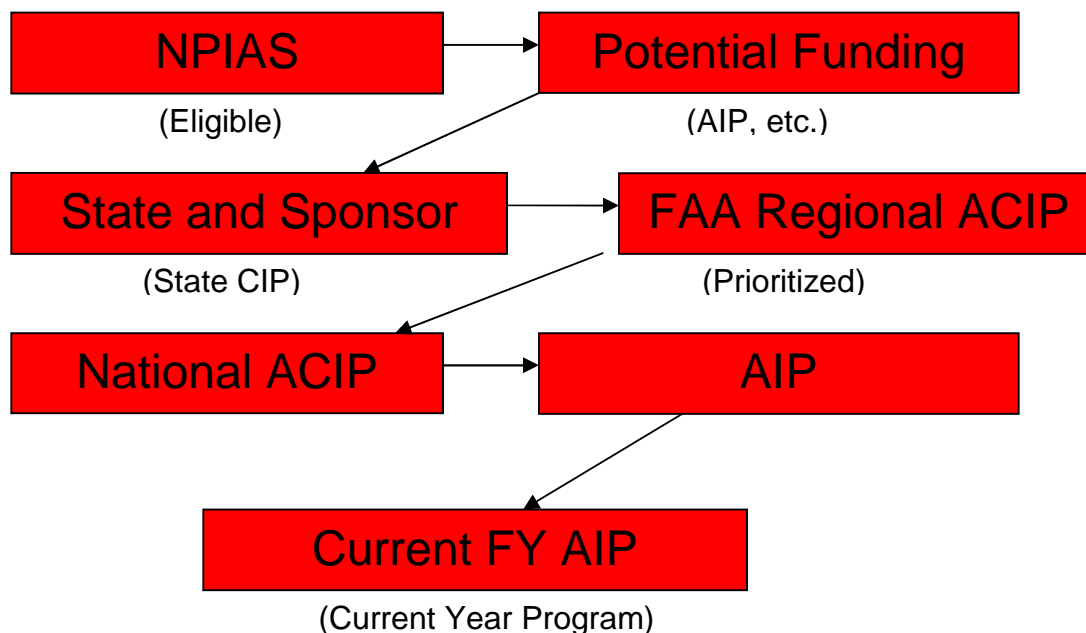 NPIAS
Potential Funding
(Eligible)
(AIP, etc.)
State and Sponsor
FAA Regional ACIP
(State CIP)
(Prioritized)
National ACIP
AIP
Current FY AIP
(Current Year Program)